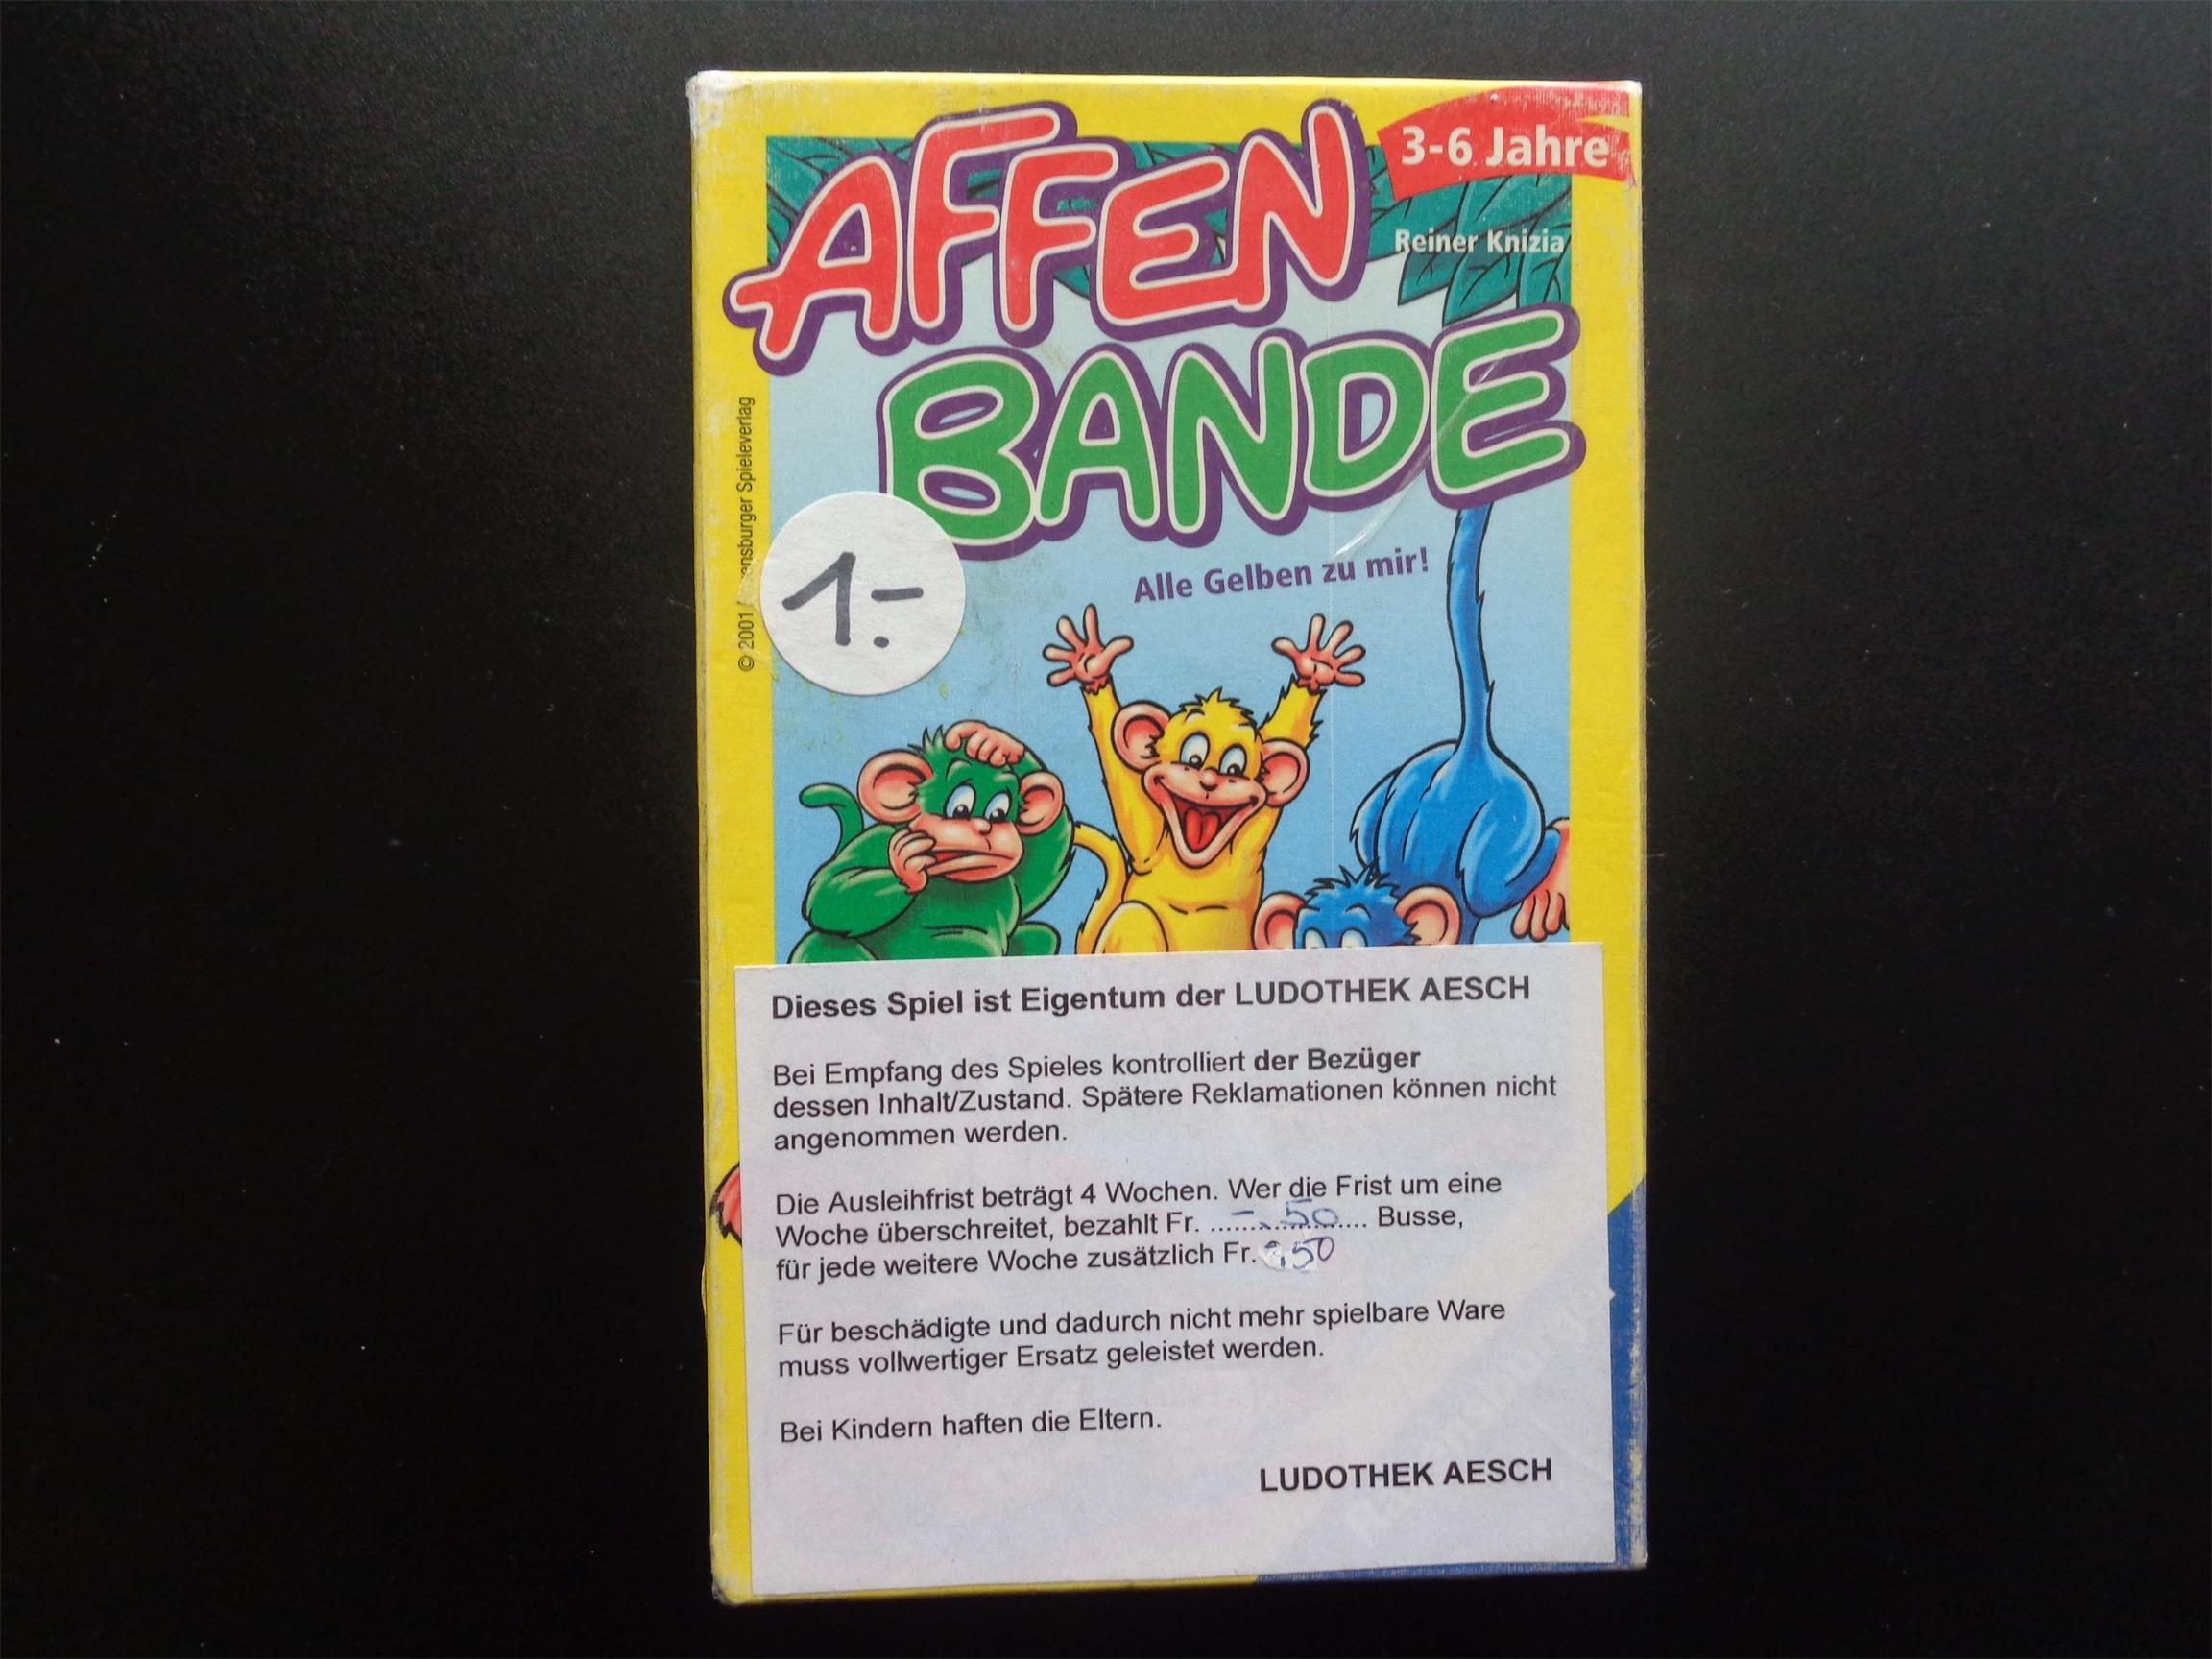 AFFEN
BANDE
3-6 Jahre
Reiner Knizia
© 2001 Spieleverlag
Alle Gelben zu mir!
1.-
Dieses Spiel ist Eigentum der LUDOTHEK AESCH
Bei Empfang des Spieles kontrolliert der Bezüger
dessen Inhalt/Zustand. Spätere Reklamationen können nicht
angenommen werden.
Die Ausleihfrist beträgt 4 Wochen. Wer die Frist um eine
Woche überschreitet, bezahlt Fr. -.50 Busse,
für jede weitere Woche zusätzlich Fr.
Für beschädigte und dadurch nicht mehr spielbare Ware
muss vollwertiger Ersatz geleistet werden.
Bei Kindern haften die Eltern.
LUDOTHEK AESCH